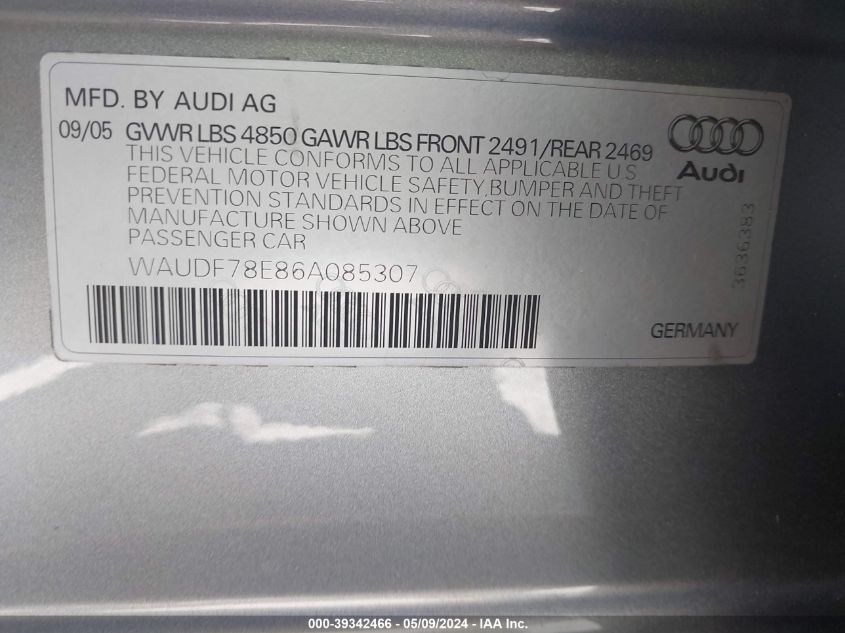 MFD. BY AUDI AG
09/05 GVWR LBS 4850 GAWR LBS FRONT 2491/REAR 2469
THIS VEHICLE CONFORMS TO ALL APPLICABLE U.S
FEDERAL MOTOR VEHICLE SAFETY, BUMPER AND THEFT
PREVENTION STANDARDS IN EFFECT ON THE DATE OF
MANUFACTURE SHOWN ABOVE
PASSENGER CAR
WAUDF78E86A085307
Audi
3636383
GERMANY
000-39342466 - 05/09/2024 - IAA Inc.